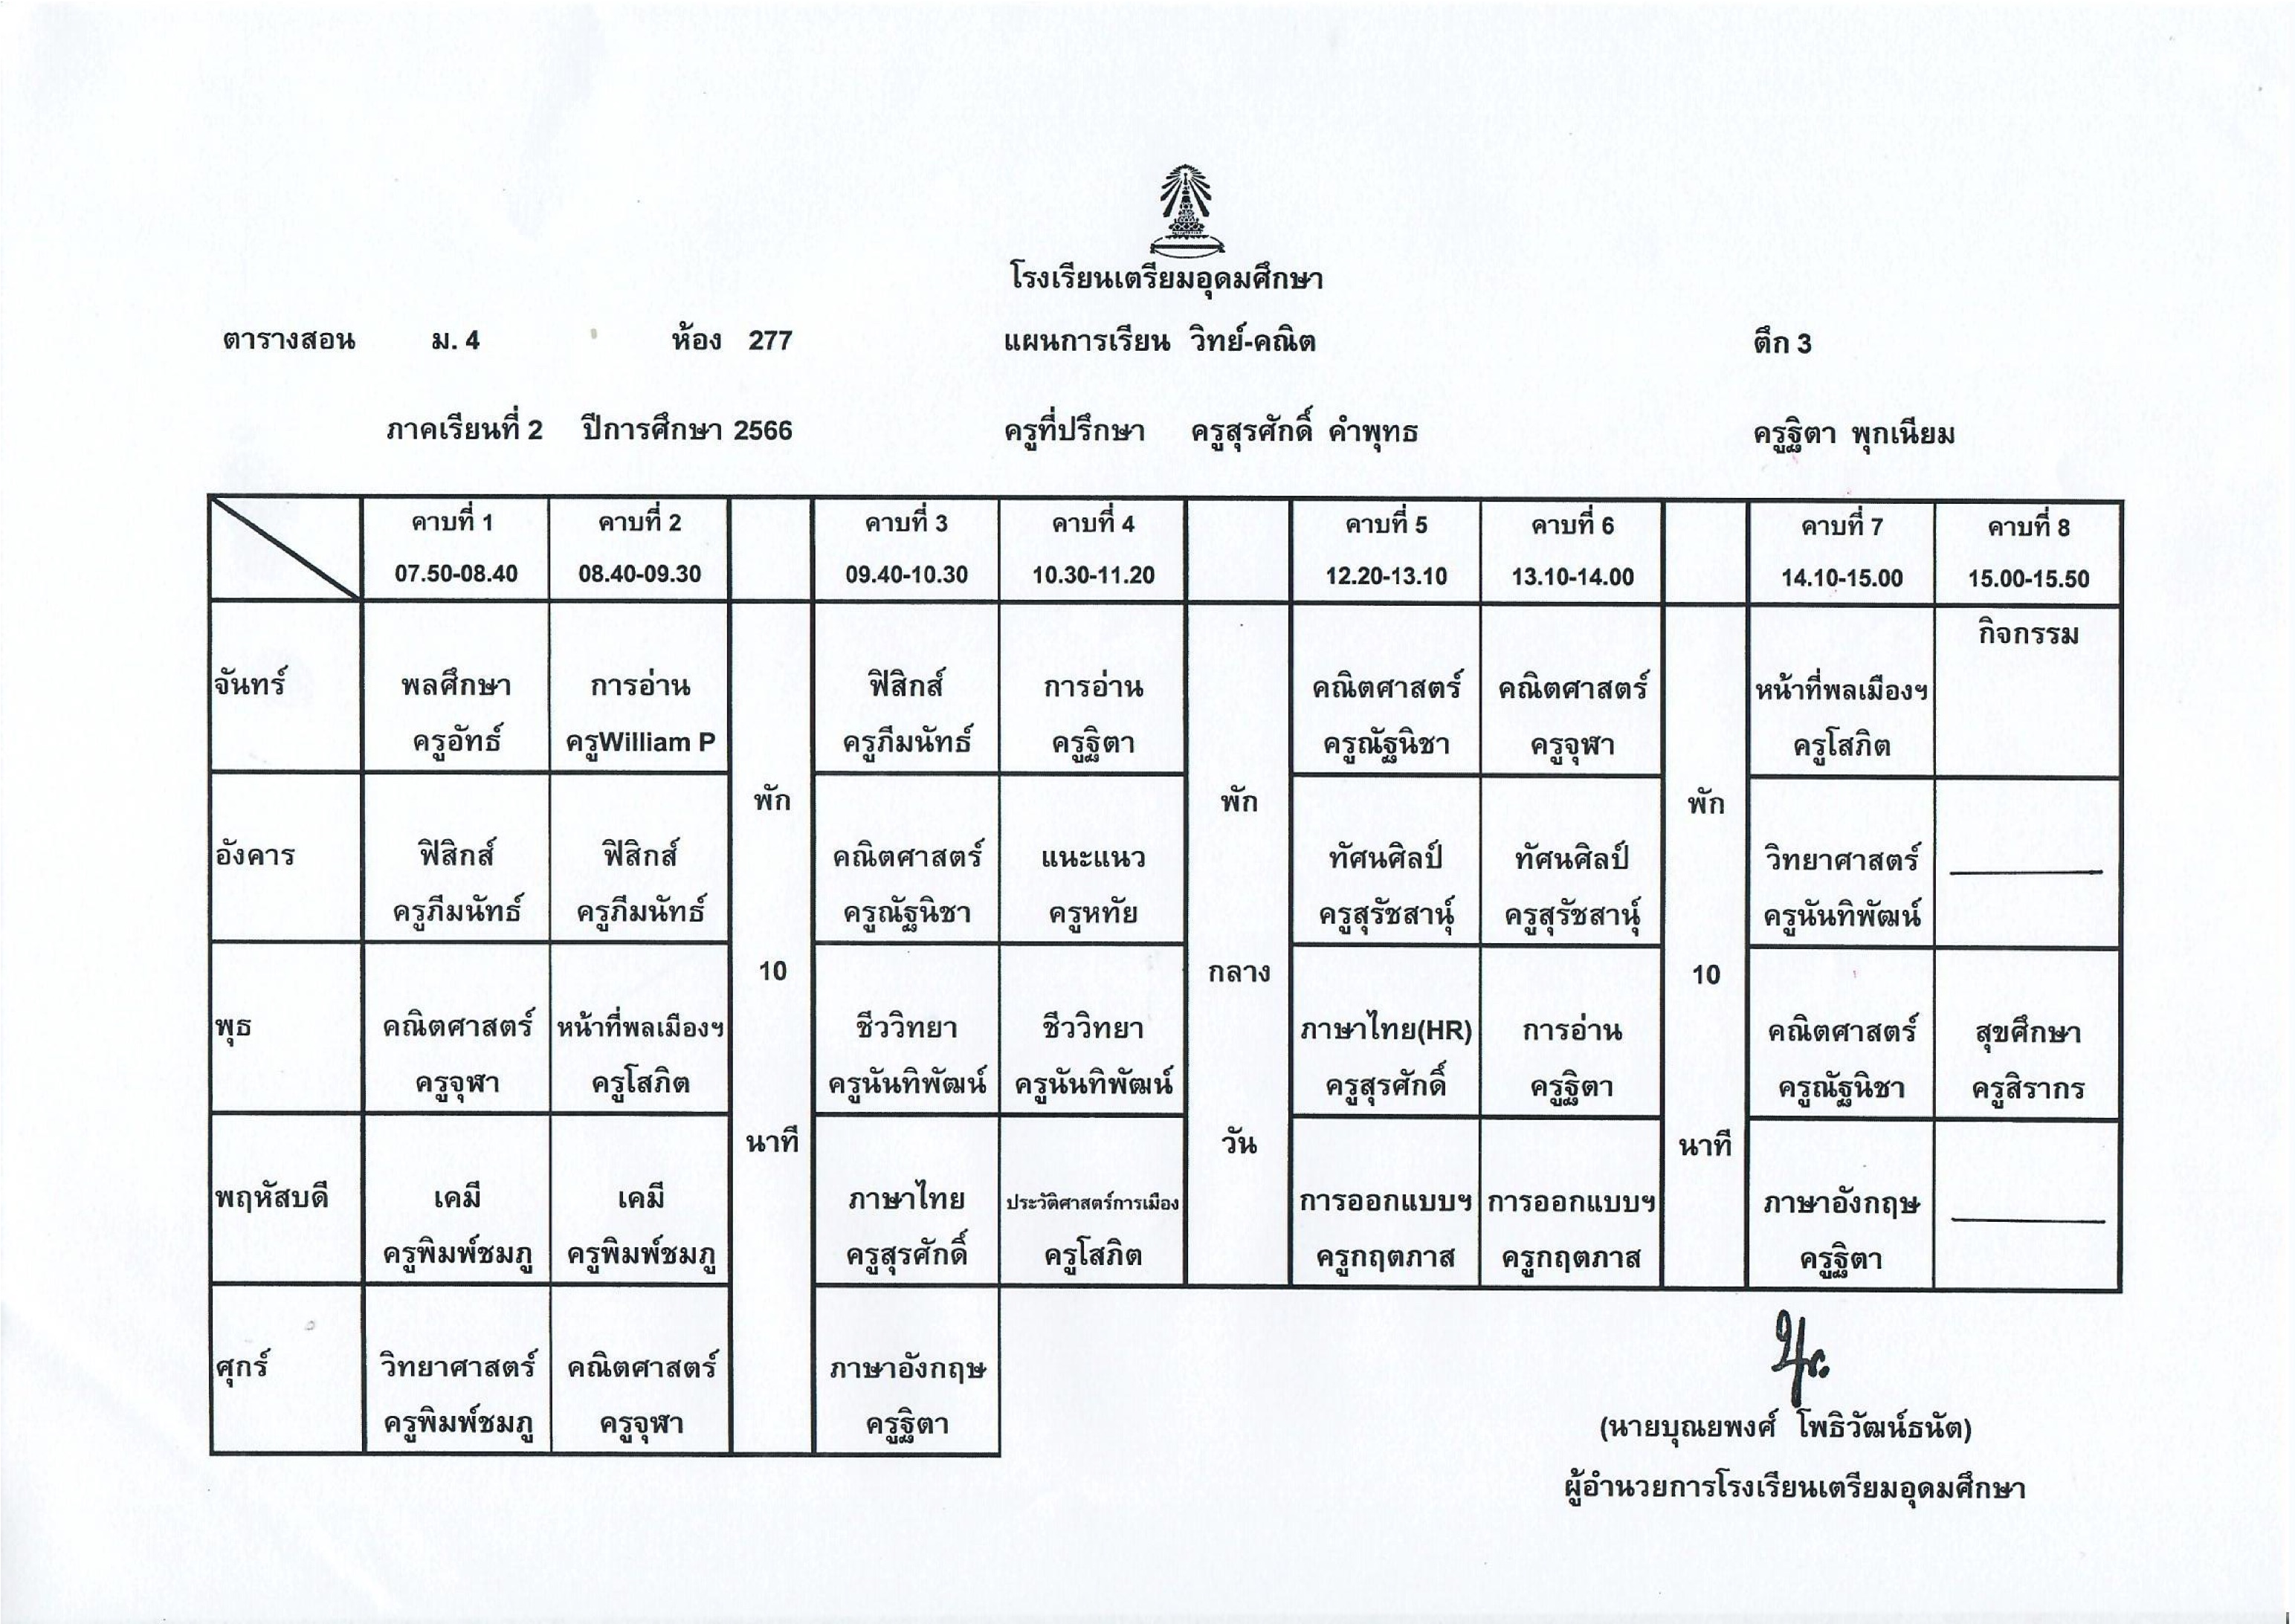 โรงเรียนเตรียมอุดมศึกษา
ตารางสอน ม. 4 ห้อง 277 แผนการเรียน วิทย์-คณิต ตึก 3
ภาคเรียนที่ 2 ปีการศึกษา 2566 ครูที่ปรึกษา ครูสุรศักดิ์ คำพุทธ ครูฐิตา พุกเนียม
คาบที่ 1 คาบที่ 2 คาบที่ 3 คาบที่ 4 คาบที่ 5 คาบที่ 6 คาบที่ 7 คาบที่ 8
07.50-08.40 08.40-09.30 09.40-10.30 10.30-11.20 12.20-13.10 13.10-14.00 14.10-15.00 15.00-15.50
กิจกรรม
จันทร์ พลศึกษา การอ่าน ฟิสิกส์ การอ่าน คณิตศาสตร์ คณิตศาสตร์ หน้าที่พลเมืองฯ
ครูอัทธ์ ครูWilliam P ครูภีมนัทธ์ ครูฐิตา ครูณัฐนิชา ครูจุฬา ครูโสภิต
พัก พัก พัก
อังคาร ฟิสิกส์ ฟิสิกส์ คณิตศาสตร์ แนะแนว ทัศนศิลป์ ทัศนศิลป์ วิทยาศาสตร์
ครูภีมนัทธ์ ครูภีมนัทธ์ ครูณัฐนิชา ครูหทัย ครูสุรัชสานุ์ ครูสุรัชสานุ์ ครูนันทิพัฒน์
10 กลาง 10
พุธ คณิตศาสตร์ หน้าที่พลเมืองฯ ชีววิทยา ชีววิทยา ภาษาไทย(HR) การอ่าน คณิตศาสตร์ สุขศึกษา
ครูจุฬา ครูโสภิต ครูนันทิพัฒน์ ครูนันทิพัฒน์ ครูสุรศักดิ์ ครูฐิตา ครูณัฐนิชา ครูสิรากร
นาที วัน นาที
พฤหัสบดี เคมี เคมี ภาษาไทย ประวัติศาสตร์การเมือง การออกแบบฯ การออกแบบฯ ภาษาอังกฤษ
ครูพิมพ์ชมภู ครูพิมพ์ชมภู ครูสุรศักดิ์ ครูโสภิต ครูกฤตภาส ครูกฤตภาส ครูฐิตา
ศุกร์ วิทยาศาสตร์ คณิตศาสตร์ ภาษาอังกฤษ
ครูพิมพ์ชมภู ครูจุฬา ครูฐิตา
(นายบุณยพงศ์ โพธิวัฒน์ธนัต)
ผู้อำนวยการโรงเรียนเตรียมอุดมศึกษา